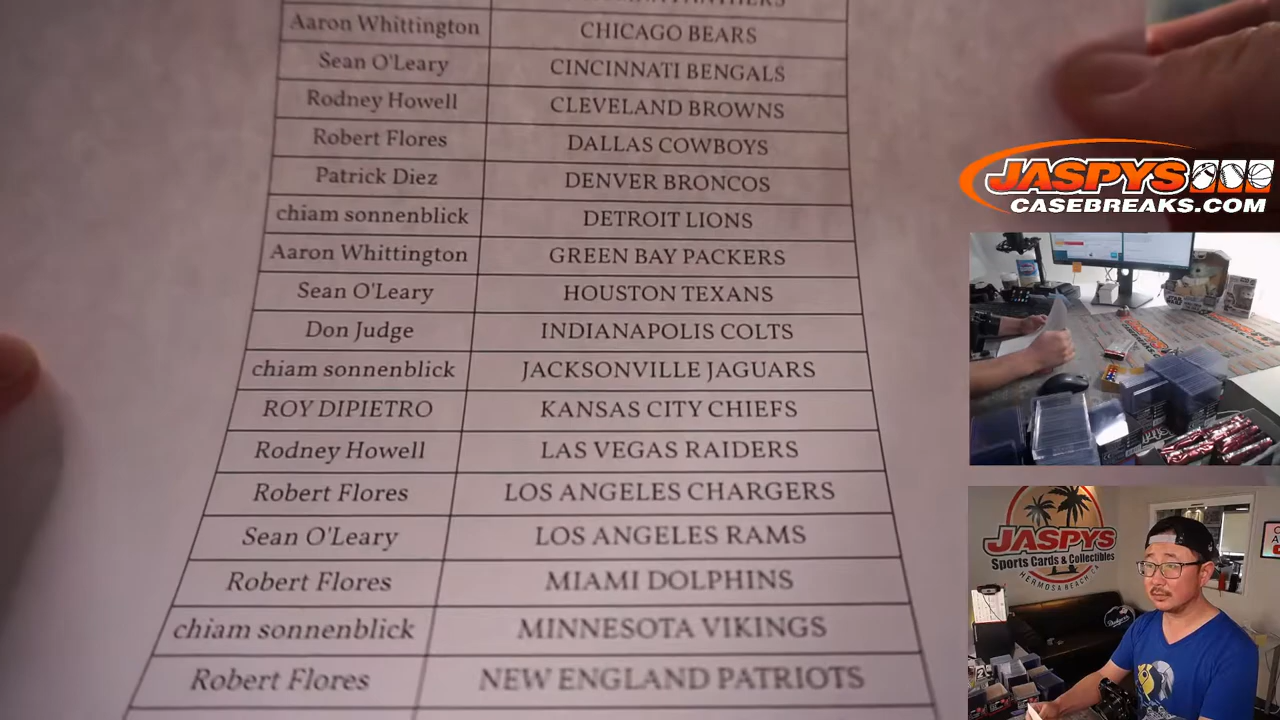 PANTHERS
Aaron Whittington CHICAGO BEARS
Sean O'Leary CINCINNATI BENGALS
Rodney Howell CLEVELAND BROWNS
Robert Flores DALLAS COWBOYS
Patrick Diez DENVER BRONCOS
chiam sonnenblick DETROIT LIONS
Aaron Whittington GREEN BAY PACKERS
Sean O'Leary HOUSTON TEXANS
Don Judge INDIANAPOLIS COLTS
chiam sonnenblick JACKSONVILLE JAGUARS
ROY DIPIETRO KANSAS CITY CHIEFS
Rodney Howell LAS VEGAS RAIDERS
Robert Flores LOS ANGELES CHARGERS
Sean O'Leary LOS ANGELES RAMS
Robert Flores MIAMI DOLPHINS
chiam sonnenblick MINNESOTA VIKINGS
Robert Flores NEW ENGLAND PATRIOTS
JASPYS
CASEBREAKS.COM
JASPYS
Sports Cards & Collectibles
HERMOSA BEACH CA
Dodgers